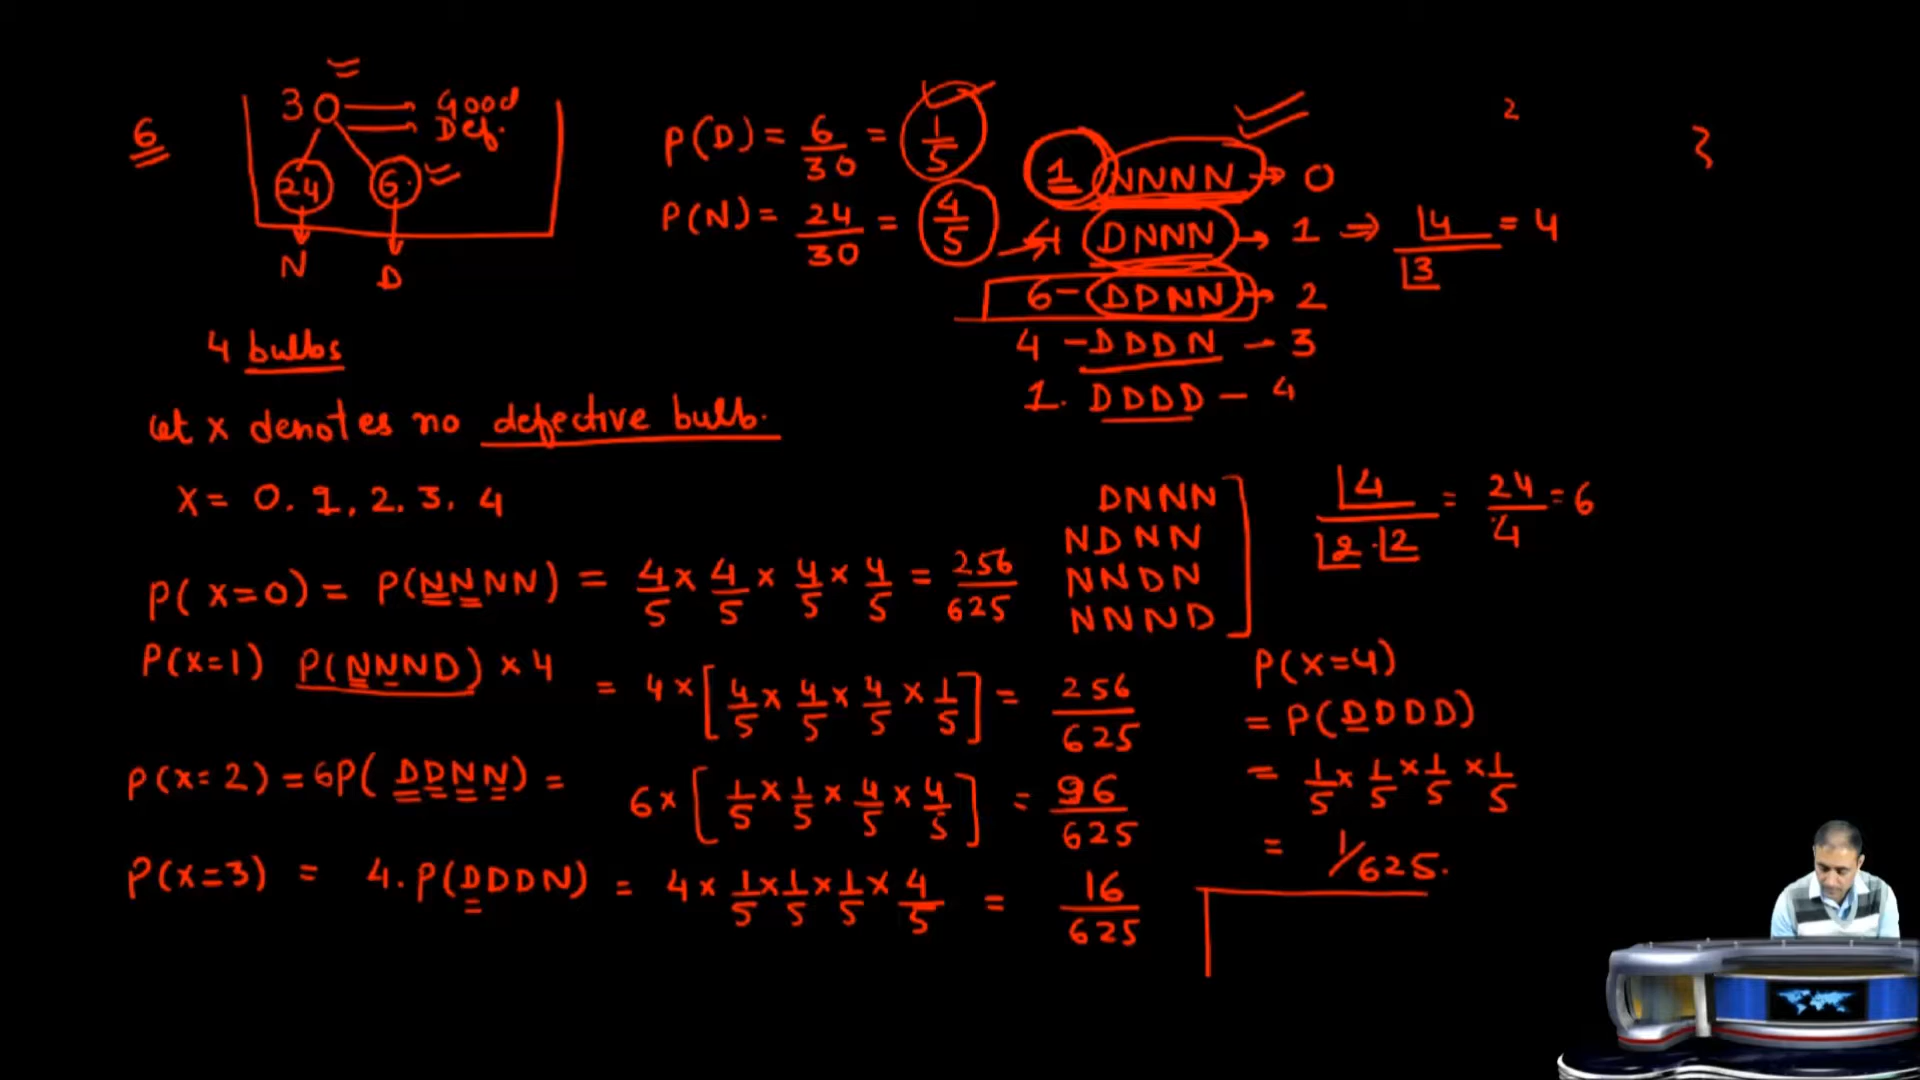 6
30 → Good
→ Def.
24 6.
N D
P(D) = 6/30 = 1/5
P(N) = 24/30 = 4/5
1 NNNN → 0
4 DNNN → 1 ⇒ ⌊4/⌊3 = 4
6 - DDNN → 2
4 - DDDN - 3
1. DDDD - 4
2
4 bulbs
let x denotes no defective bulb.
X = 0, 1, 2, 3, 4
DNNN
NDNN
NNDN
NNND
⌊4/⌊2 · ⌊2 = 24/4 = 6
P(x=0) = P(NNNN) = 4/5 × 4/5 × 4/5 × 4/5 = 256/625
P(x=1) P(NNND) × 4 = 4 × [4/5 × 4/5 × 4/5 × 1/5] = 256/625
P(x=2) = 6P(DDNN) = 6 × [1/5 × 1/5 × 4/5 × 4/5] = 96/625
P(x=3) = 4. P(DDDN) = 4 × 1/5 × 1/5 × 1/5 × 4/5 = 16/625
P(x=4)
= P(DDDD)
= 1/5 × 1/5 × 1/5 × 1/5
= 1/625.